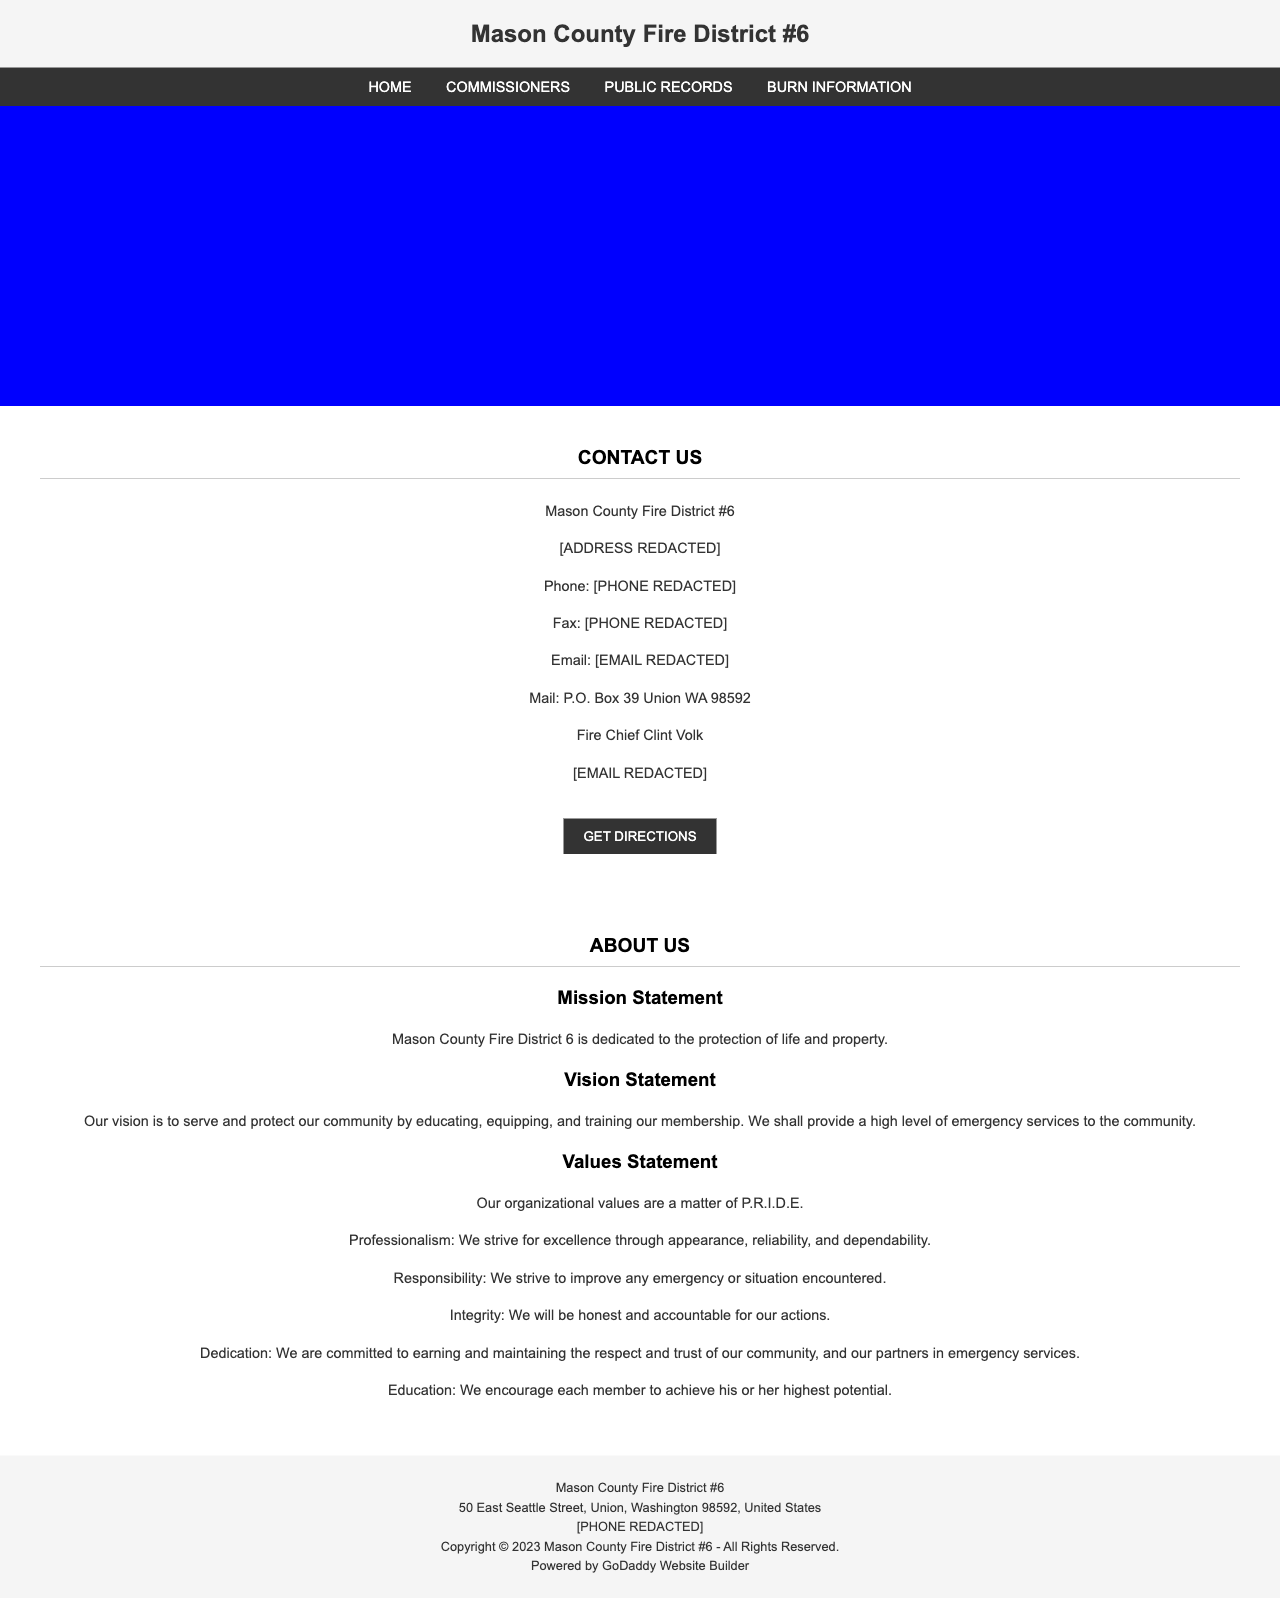 Mason County Fire District #6
HOME COMMISSIONERS PUBLIC RECORDS BURN INFORMATION
CONTACT US
Mason County Fire District #6
[ADDRESS REDACTED]
Phone: [PHONE REDACTED]
Fax: [PHONE REDACTED]
Email: [EMAIL REDACTED]
Mail: P.O. Box 39 Union WA 98592
Fire Chief Clint Volk
[EMAIL REDACTED]
GET DIRECTIONS
ABOUT US
Mission Statement
Mason County Fire District 6 is dedicated to the protection of life and property.
Vision Statement
Our vision is to serve and protect our community by educating, equipping, and training our membership. We shall provide a high level of emergency services to the community.
Values Statement
Our organizational values are a matter of P.R.I.D.E.
Professionalism: We strive for excellence through appearance, reliability, and dependability.
Responsibility: We strive to improve any emergency or situation encountered.
Integrity: We will be honest and accountable for our actions.
Dedication: We are committed to earning and maintaining the respect and trust of our community, and our partners in emergency services.
Education: We encourage each member to achieve his or her highest potential.
Mason County Fire District #6
50 East Seattle Street, Union, Washington 98592, United States
[PHONE REDACTED]
Copyright © 2023 Mason County Fire District #6 - All Rights Reserved.
Powered by GoDaddy Website Builder